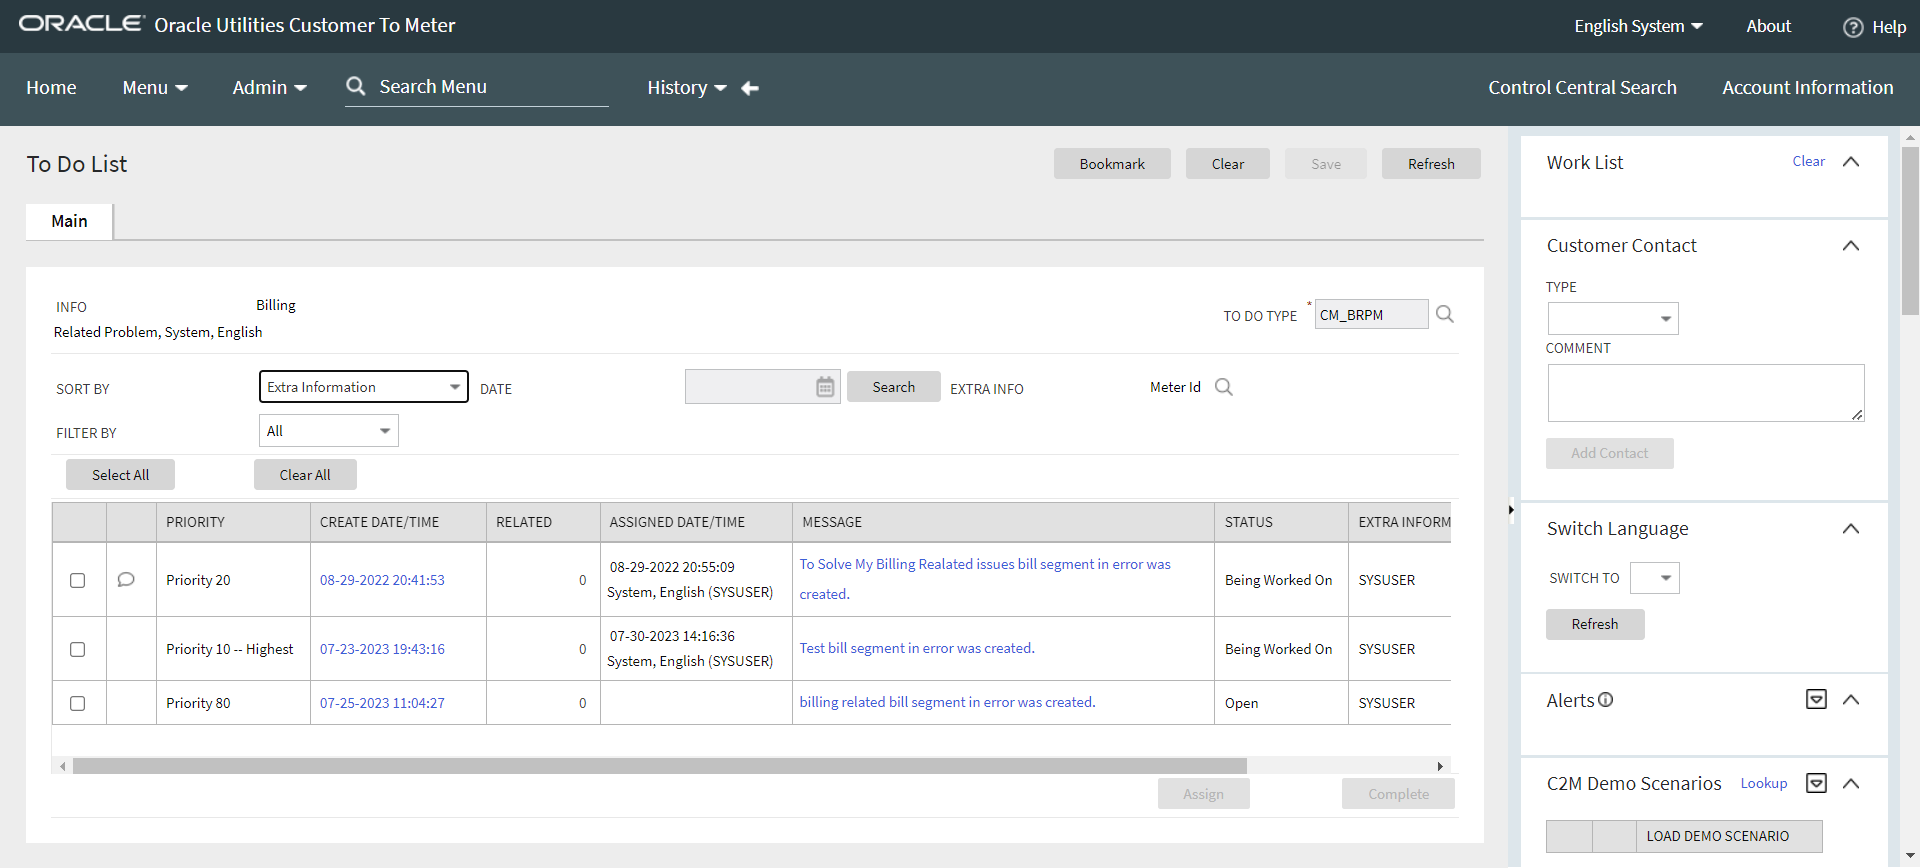 ORACLE Oracle Utilities Customer To Meter
English System
About
Help
Home
Menu
Admin
Search Menu
History
Control Central Search
Account Information
To Do List
Bookmark
Clear
Save
Refresh
Main
INFO
Billing
Related Problem, System, English
TO DO TYPE * CM_BRPM
SORT BY
Extra Information
DATE
Search
EXTRA INFO
Meter Id
FILTER BY
All
Select All
Clear All
PRIORITY CREATE DATE/TIME RELATED ASSIGNED DATE/TIME MESSAGE STATUS EXTRA INFORM
Priority 20
08-29-2022 20:41:53
0
08-29-2022 20:55:09
System, English (SYSUSER)
To Solve My Billing Realated issues bill segment in error was
created.
Being Worked On
SYSUSER
Priority 10 -- Highest
07-23-2023 19:43:16
0
07-30-2023 14:16:36
System, English (SYSUSER)
Test bill segment in error was created.
Being Worked On
SYSUSER
Priority 80
07-25-2023 11:04:27
0
billing related bill segment in error was created.
Open
SYSUSER
Assign
Complete
Work List
Clear
Customer Contact
TYPE
COMMENT
Add Contact
Switch Language
SWITCH TO
Refresh
Alerts
C2M Demo Scenarios
Lookup
LOAD DEMO SCENARIO